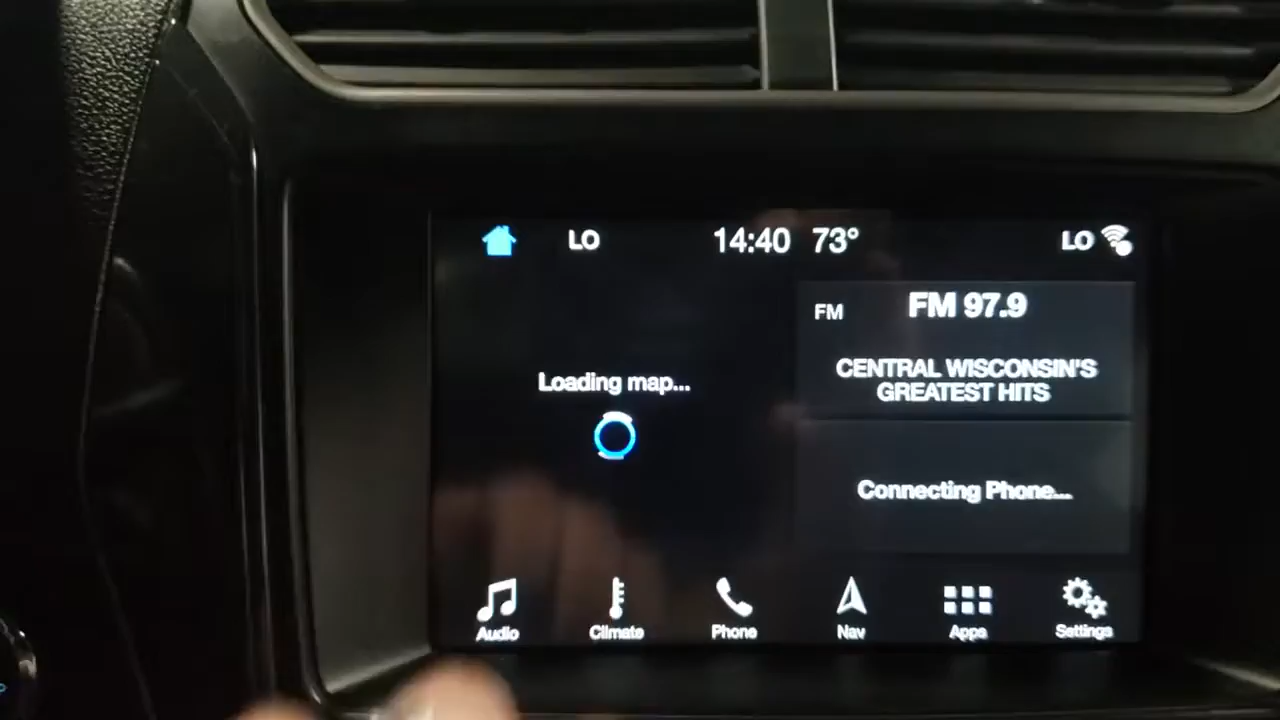 LO 14:40 73° LO
FM FM 97.9
CENTRAL WISCONSIN'S
GREATEST HITS
Loading map...
Connecting Phone...
Audio Climate Phone Nav Apps Settings